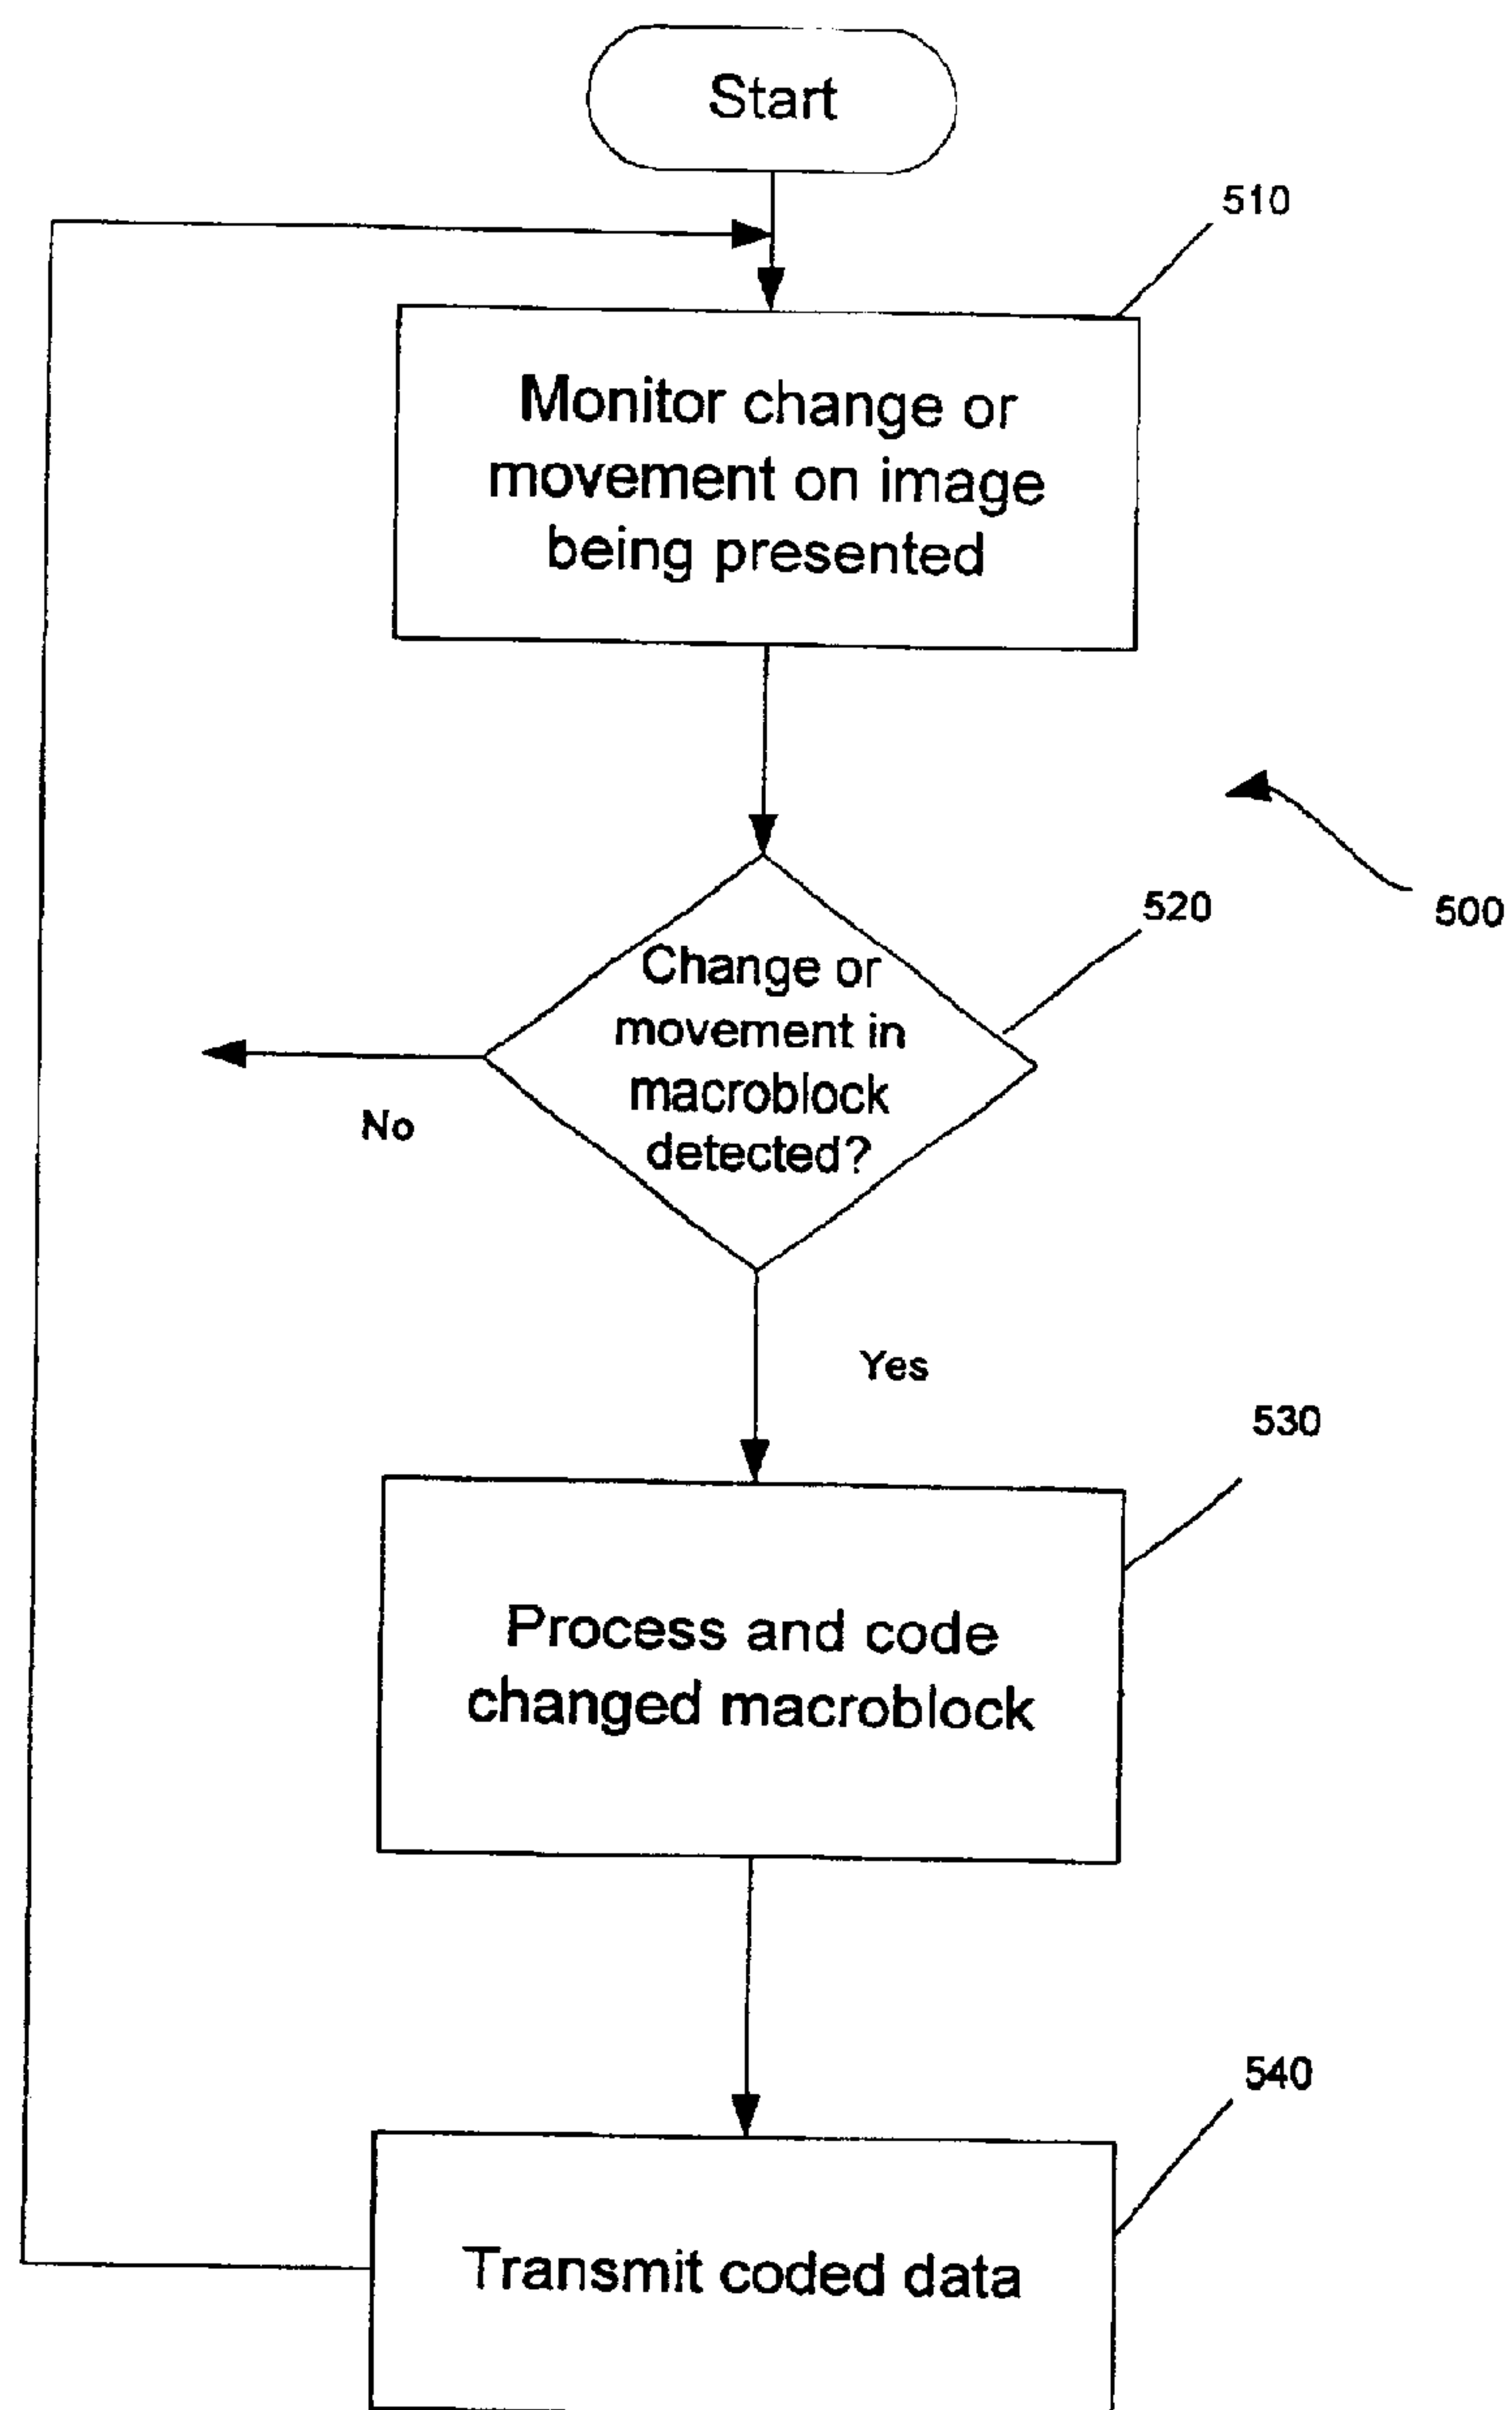 Start
510
Monitor change or
movement on image
being presented
500
520
Change or
movement in
macroblock
detected?
No
Yes
530
Process and code
changed macroblock
540
Transmit coded data